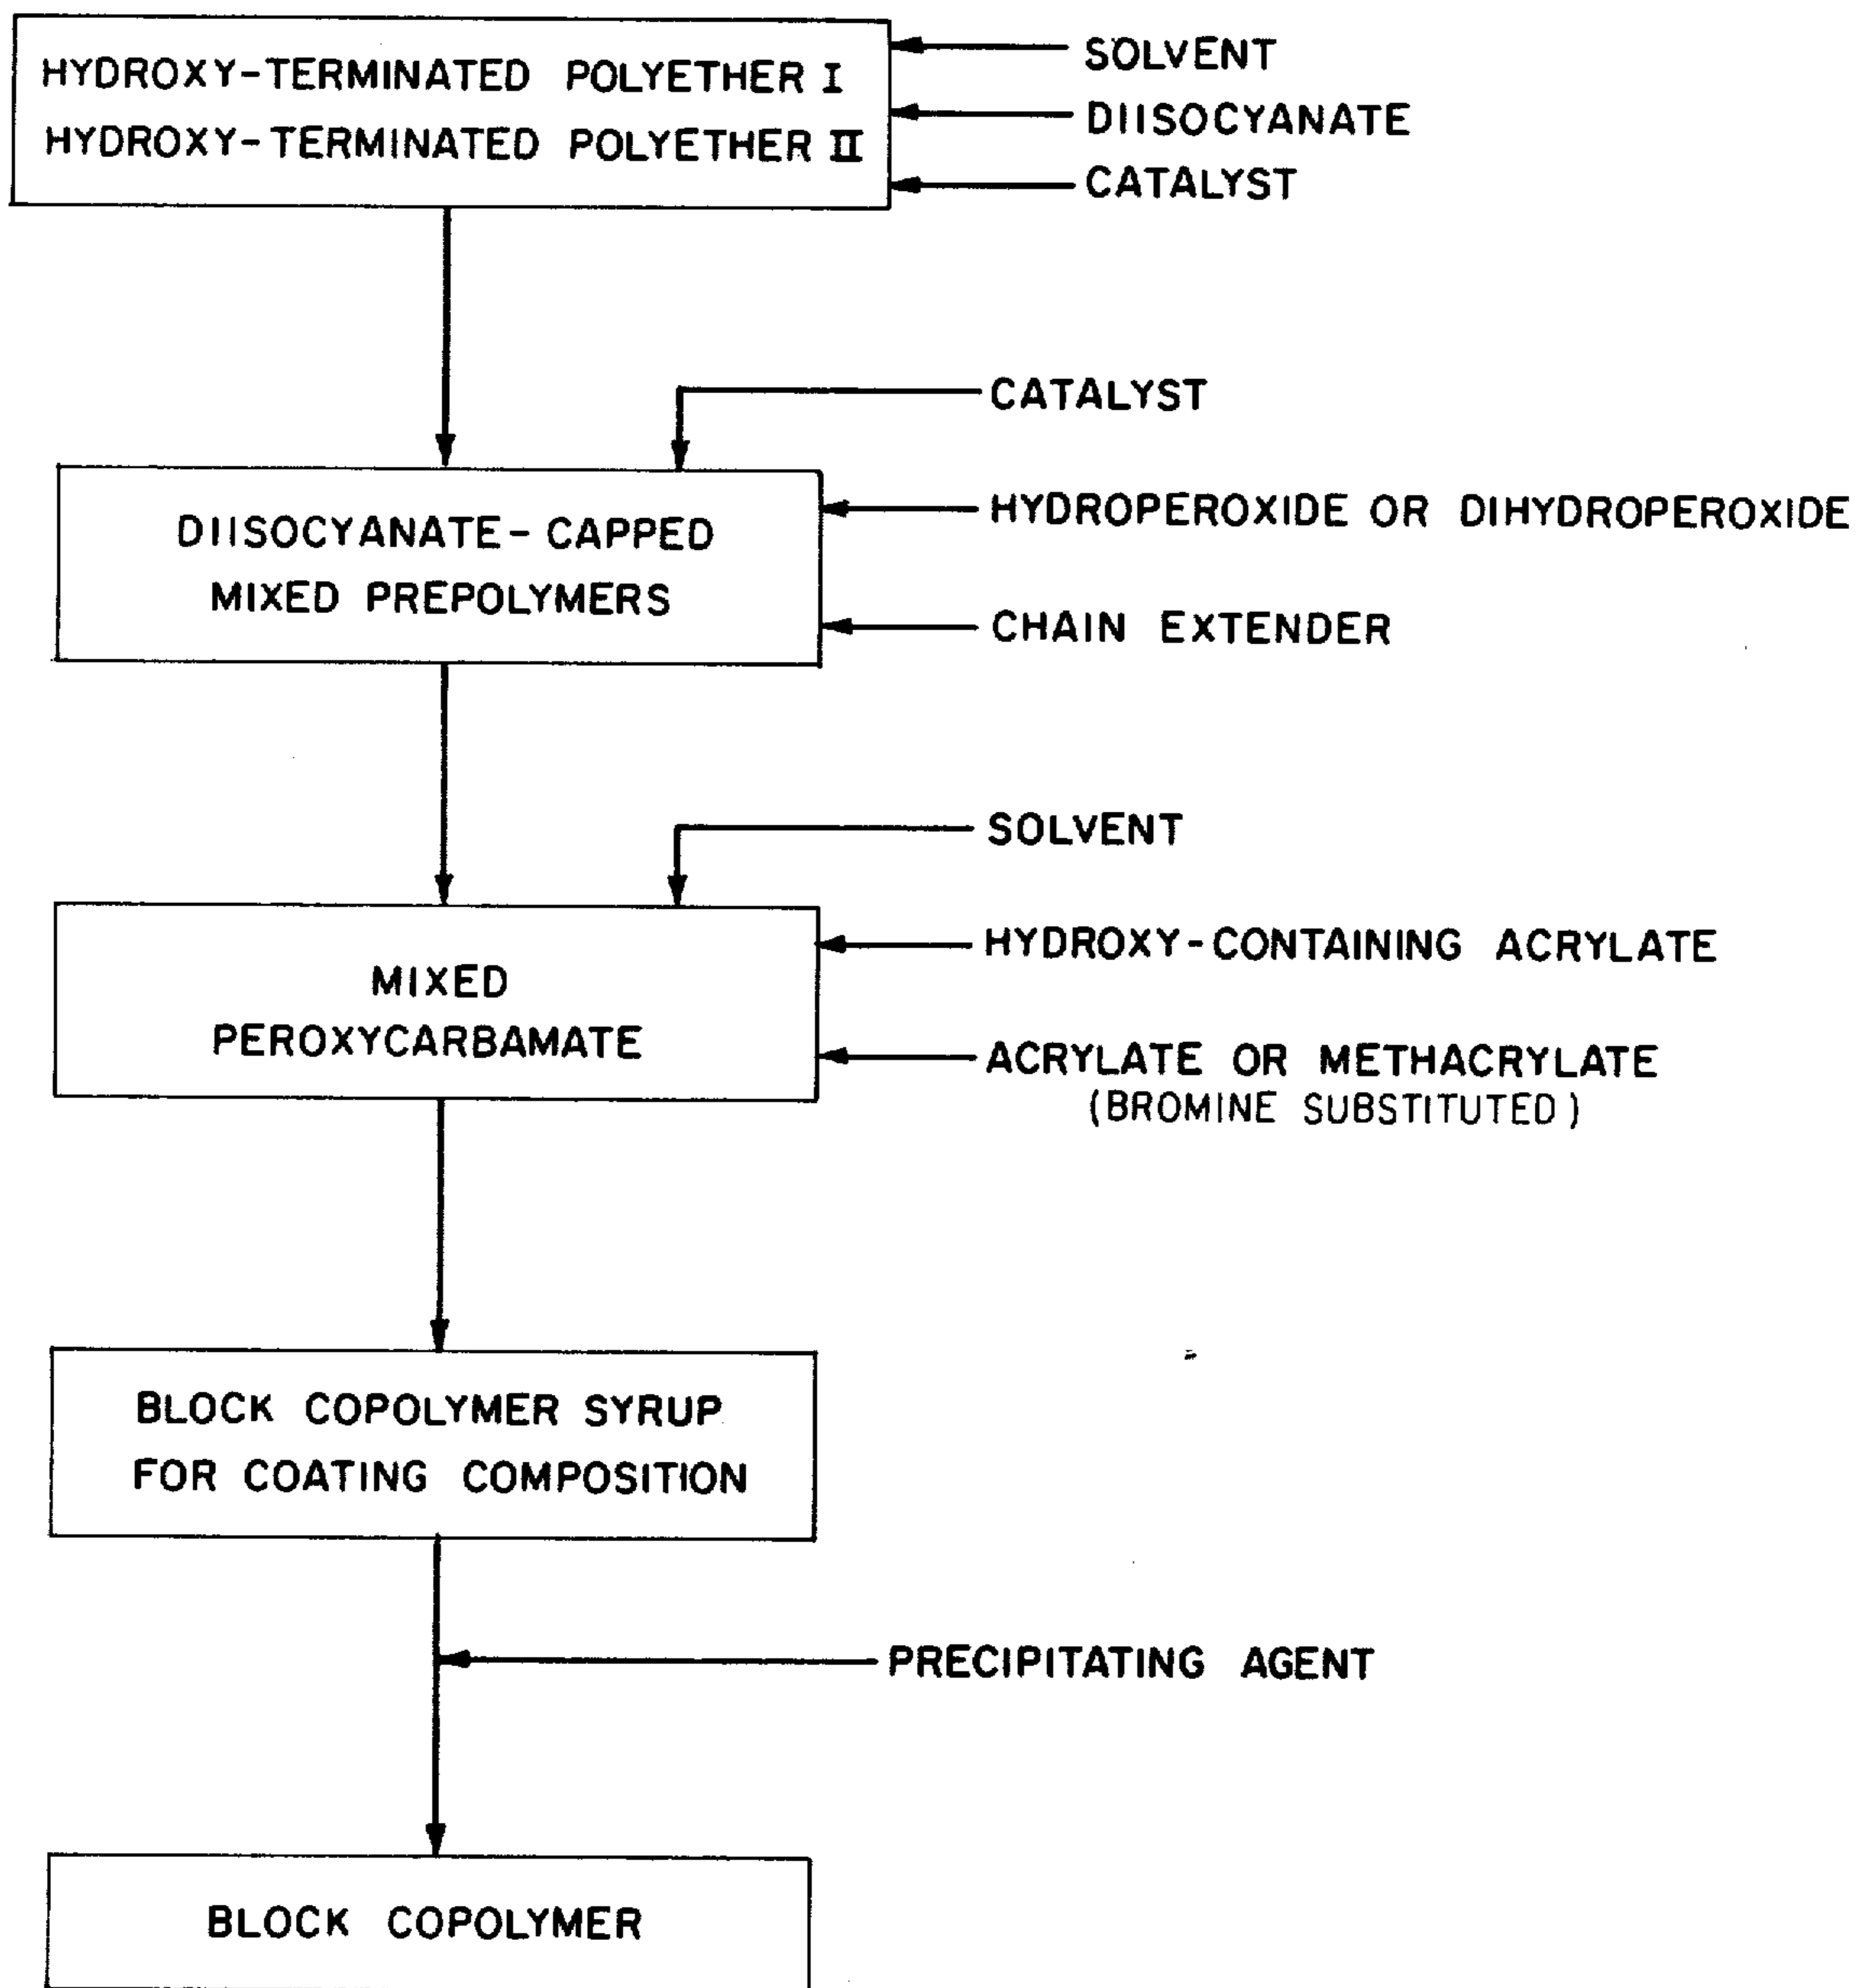 HYDROXY-TERMINATED POLYETHER I
HYDROXY-TERMINATED POLYETHER II
SOLVENT
DIISOCYANATE
CATALYST
CATALYST
DIISOCYANATE-CAPPED
MIXED PREPOLYMERS
HYDROPEROXIDE OR DIHYDROPEROXIDE
CHAIN EXTENDER
SOLVENT
MIXED
PEROXYCARBAMATE
HYDROXY-CONTAINING ACRYLATE
ACRYLATE OR METHACRYLATE
(BROMINE SUBSTITUTED)
BLOCK COPOLYMER SYRUP
FOR COATING COMPOSITION
PRECIPITATING AGENT
BLOCK COPOLYMER